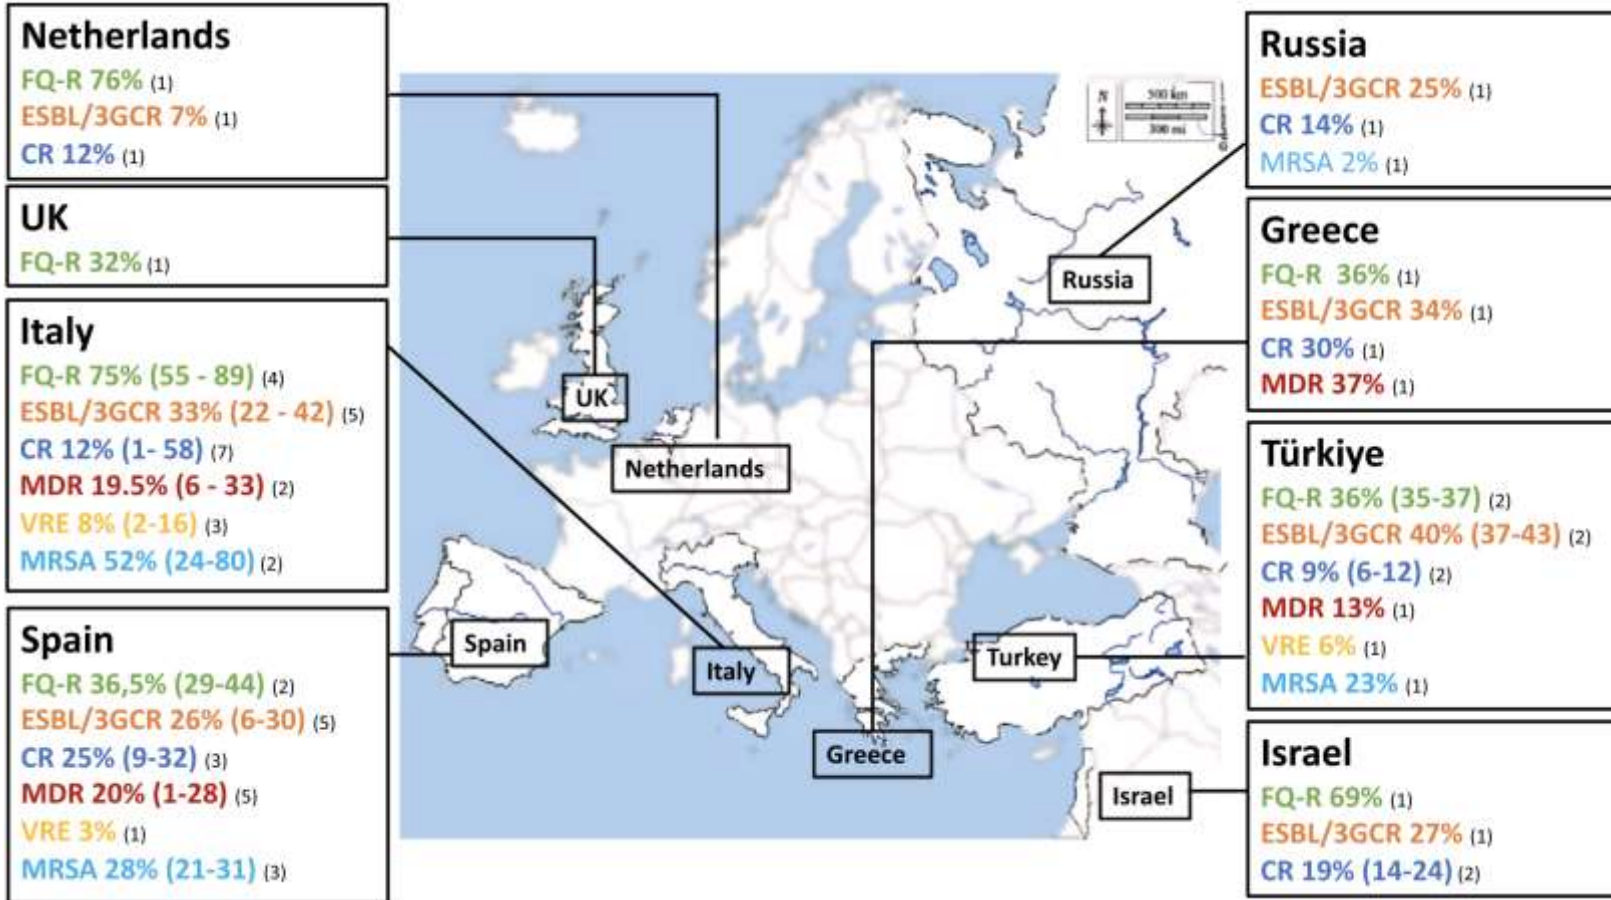 Netherlands
FQ-R 76% (1)
ESBL/3GCR 7% (1)
CR 12% (1)
UK
FQ-R 32% (1)
Italy
FQ-R 75% (55 - 89) (4)
ESBL/3GCR 33% (22 - 42) (5)
CR 12% (1- 58) (7)
MDR 19.5% (6 - 33) (2)
VRE 8% (2-16) (3)
MRSA 52% (24-80) (2)
Spain
FQ-R 36,5% (29-44) (2)
ESBL/3GCR 26% (6-30) (5)
CR 25% (9-32) (3)
MDR 20% (1-28) (5)
VRE 3% (1)
MRSA 28% (21-31) (3)
N
500 km
300 mi
Russia
UK
Netherlands
Spain
Italy
Turkey
Greece
Israel
Russia
ESBL/3GCR 25% (1)
CR 14% (1)
MRSA 2% (1)
Greece
FQ-R 36% (1)
ESBL/3GCR 34% (1)
CR 30% (1)
MDR 37% (1)
Türkiye
FQ-R 36% (35-37) (2)
ESBL/3GCR 40% (37-43) (2)
CR 9% (6-12) (2)
MDR 13% (1)
VRE 6% (1)
MRSA 23% (1)
Israel
FQ-R 69% (1)
ESBL/3GCR 27% (1)
CR 19% (14-24) (2)